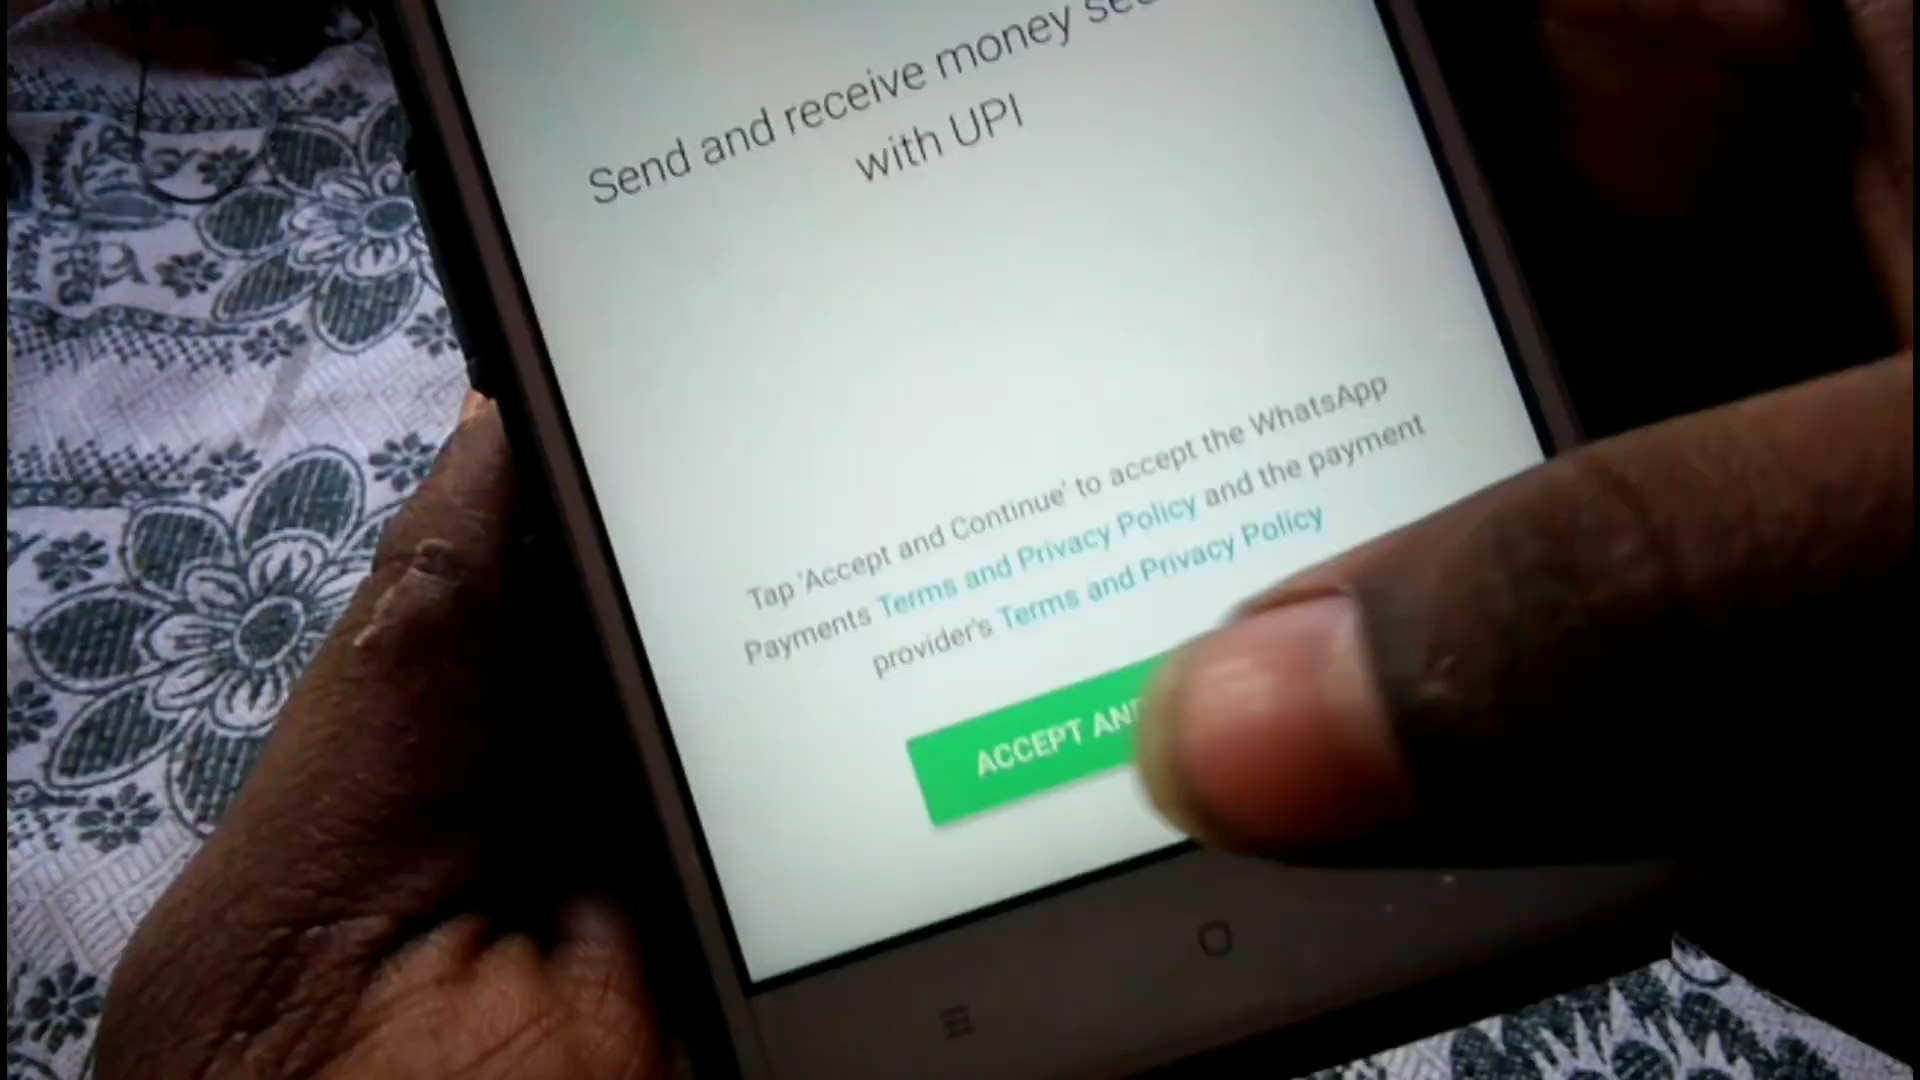 Send and receive money
with UPI
Tap 'Accept and Continue' to accept the WhatsApp
Payments Terms and Privacy Policy and the payment
provider's Terms and Privacy Policy
ACCEPT AND